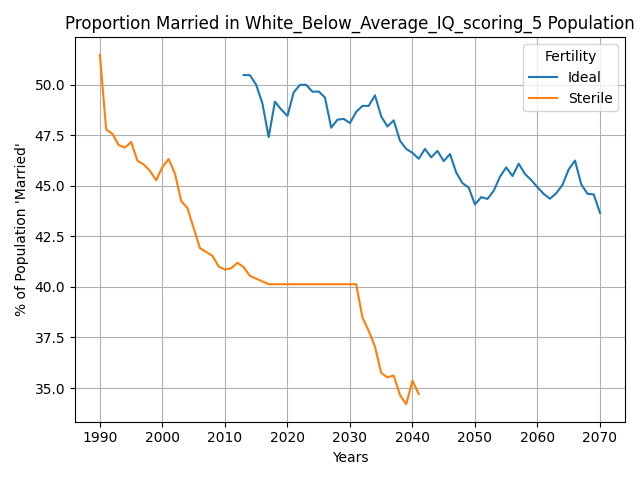 Proportion Married in White_Below_Average_IQ_scoring_5 Population
Fertility
Ideal
Sterile
% of Population 'Married'
50.0
47.5
45.0
42.5
40.0
37.5
35.0
1990 2000 2010 2020 2030 2040 2050 2060 2070
Years